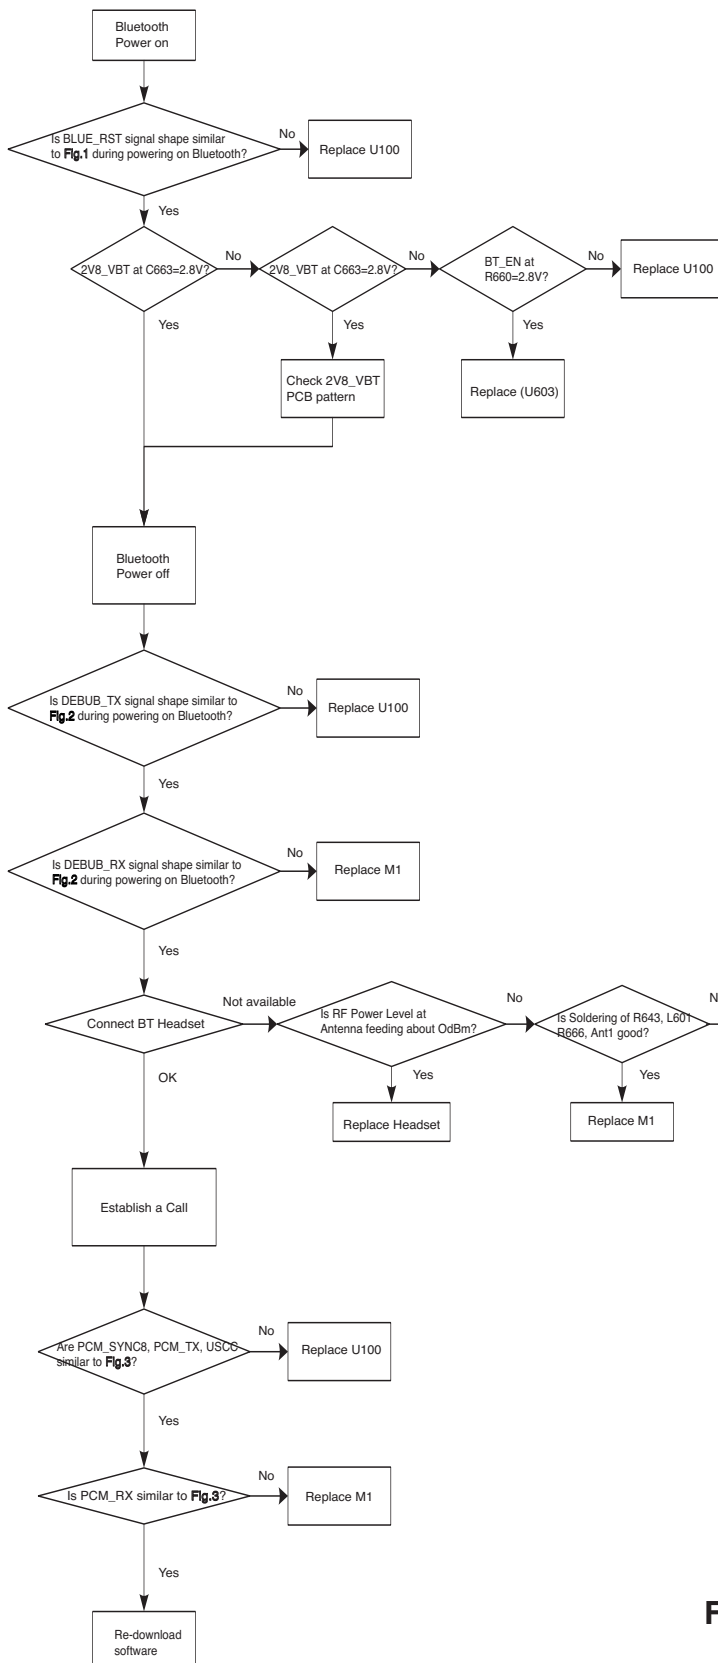 Bluetooth
Power on
Is BLUE_RST signal shape similar
to Fig.1 during powering on Bluetooth?
No
Replace U100
Yes
2V8_VBT at C663=2.8V?
No
2V8_VBT at C663=2.8V?
No
BT_EN at
R660=2.8V?
No
Replace U100
Yes
Yes
Yes
Check 2V8_VBT
PCB pattern
Replace (U603)
Bluetooth
Power off
Is DEBUB_TX signal shape similar to
Fig.2 during powering on Bluetooth?
No
Replace U100
Yes
Is DEBUB_RX signal shape similar to
Fig.2 during powering on Bluetooth?
No
Replace M1
Yes
Connect BT Headset
Not available
Is RF Power Level at
Antenna feeding about OdBm?
No
Is Soldering of R643, L601
R666, Ant1 good?
N
OK
Yes
Yes
Replace Headset
Replace M1
Establish a Call
Are PCM_SYNC8, PCM_TX, USCC
similar to Fig.3?
No
Replace U100
Yes
Is PCM_RX similar to Fig.3?
No
Replace M1
Yes
Re-download
software
F